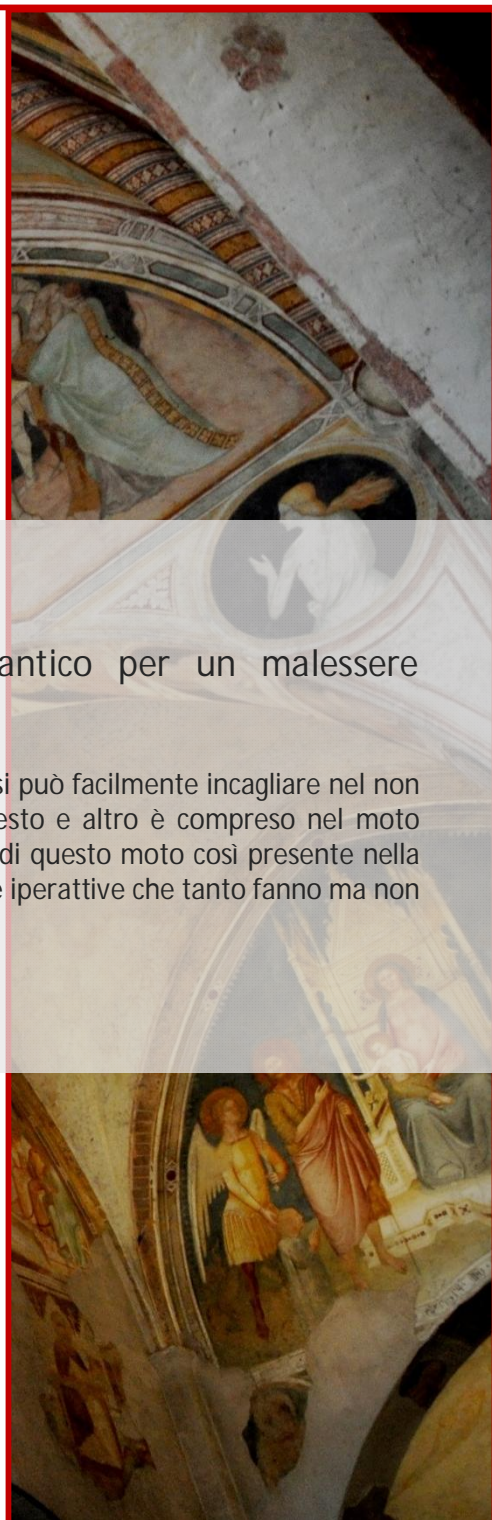 antico per un malessere
si può facilmente incagliare nel non
esto e altro è compreso nel moto
di questo moto così presente nella
e iperattive che tanto fanno ma non